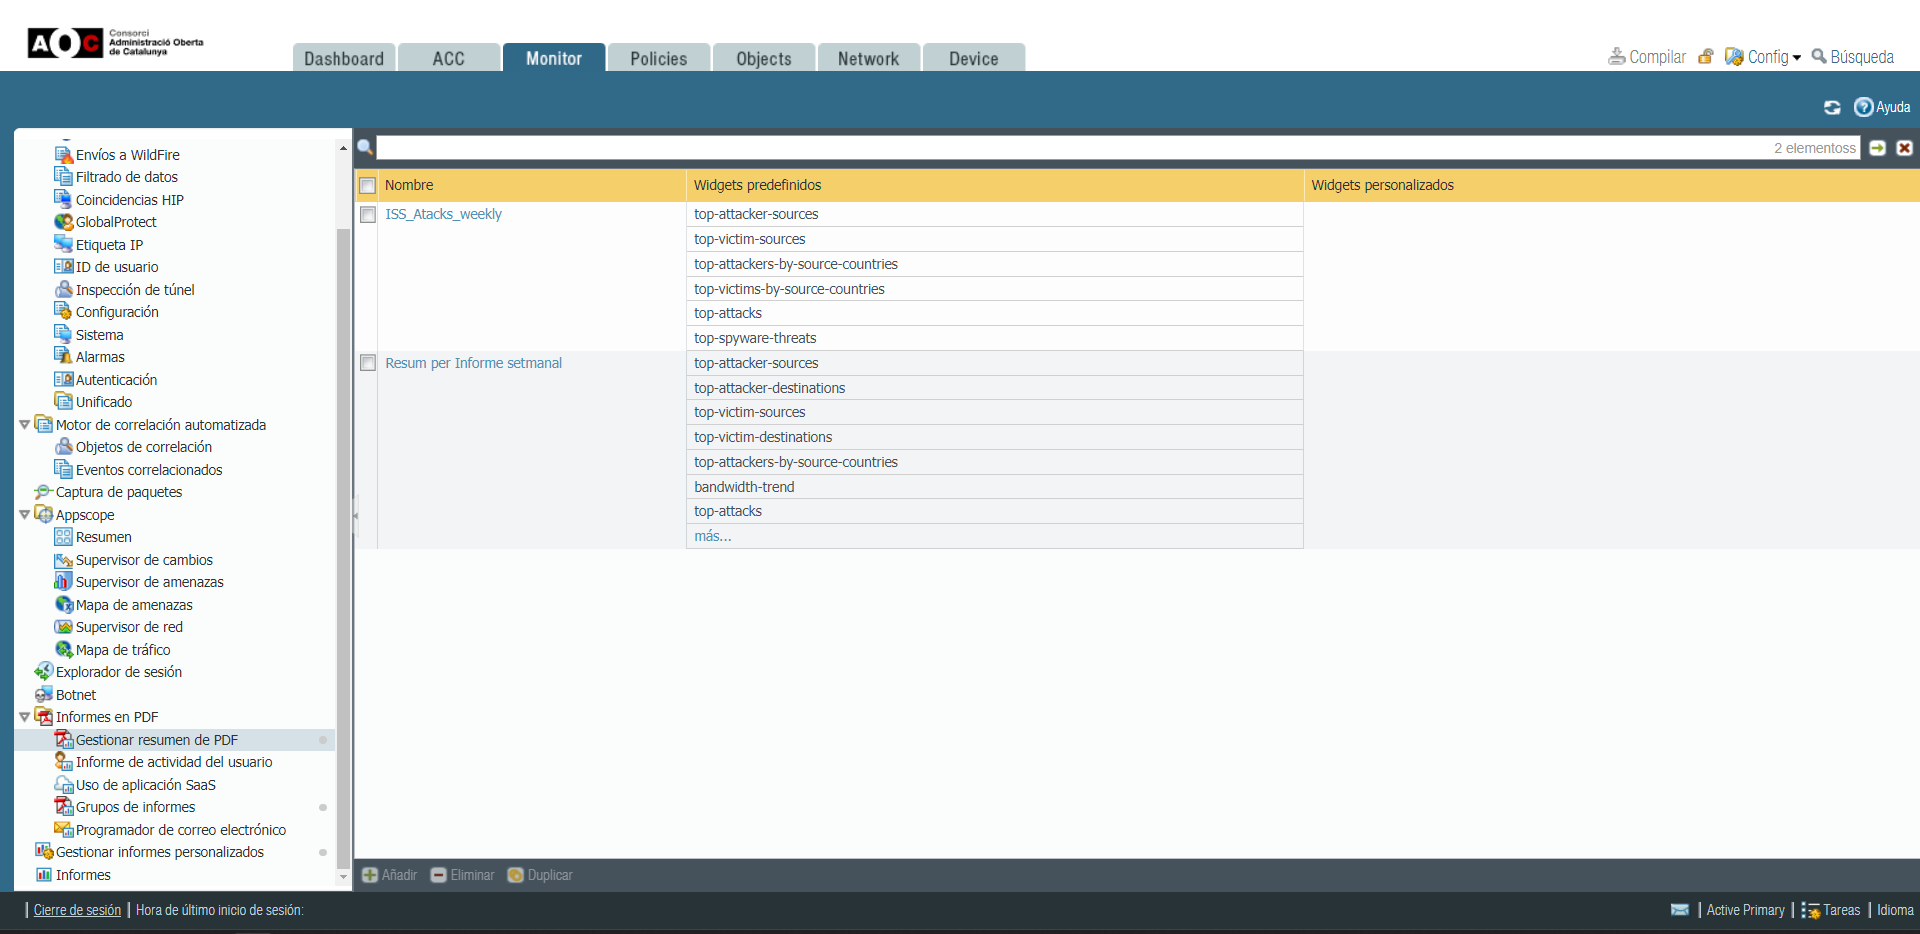 AOC Consorci
Administració Oberta
de Catalunya
Dashboard ACC Monitor Policies Objects Network Device
Compilar Config Búsqueda
Ayuda
2 elementoss
Nombre Widgets predefinidos Widgets personalizados
Envíos a WildFire
Filtrado de datos
Coincidencias HIP
GlobalProtect
Etiqueta IP
ID de usuario
Inspección de túnel
Configuración
Sistema
Alarmas
Autenticación
Unificado
Motor de correlación automatizada
Objetos de correlación
Eventos correlacionados
Captura de paquetes
Appscope
Resumen
Supervisor de cambios
Supervisor de amenazas
Mapa de amenazas
Supervisor de red
Mapa de tráfico
Explorador de sesión
Botnet
Informes en PDF
Gestionar resumen de PDF
Informe de actividad del usuario
Uso de aplicación SaaS
Grupos de informes
Programador de correo electrónico
Gestionar informes personalizados
Informes
ISS_Atacks_weekly
top-attacker-sources
top-victim-sources
top-attackers-by-source-countries
top-victims-by-source-countries
top-attacks
top-spyware-threats
Resum per Informe setmanal
top-attacker-sources
top-attacker-destinations
top-victim-sources
top-victim-destinations
top-attackers-by-source-countries
bandwidth-trend
top-attacks
más...
Añadir Eliminar Duplicar
Cierre de sesión | Hora de último inicio de sesión:
Active Primary | Tareas | Idioma